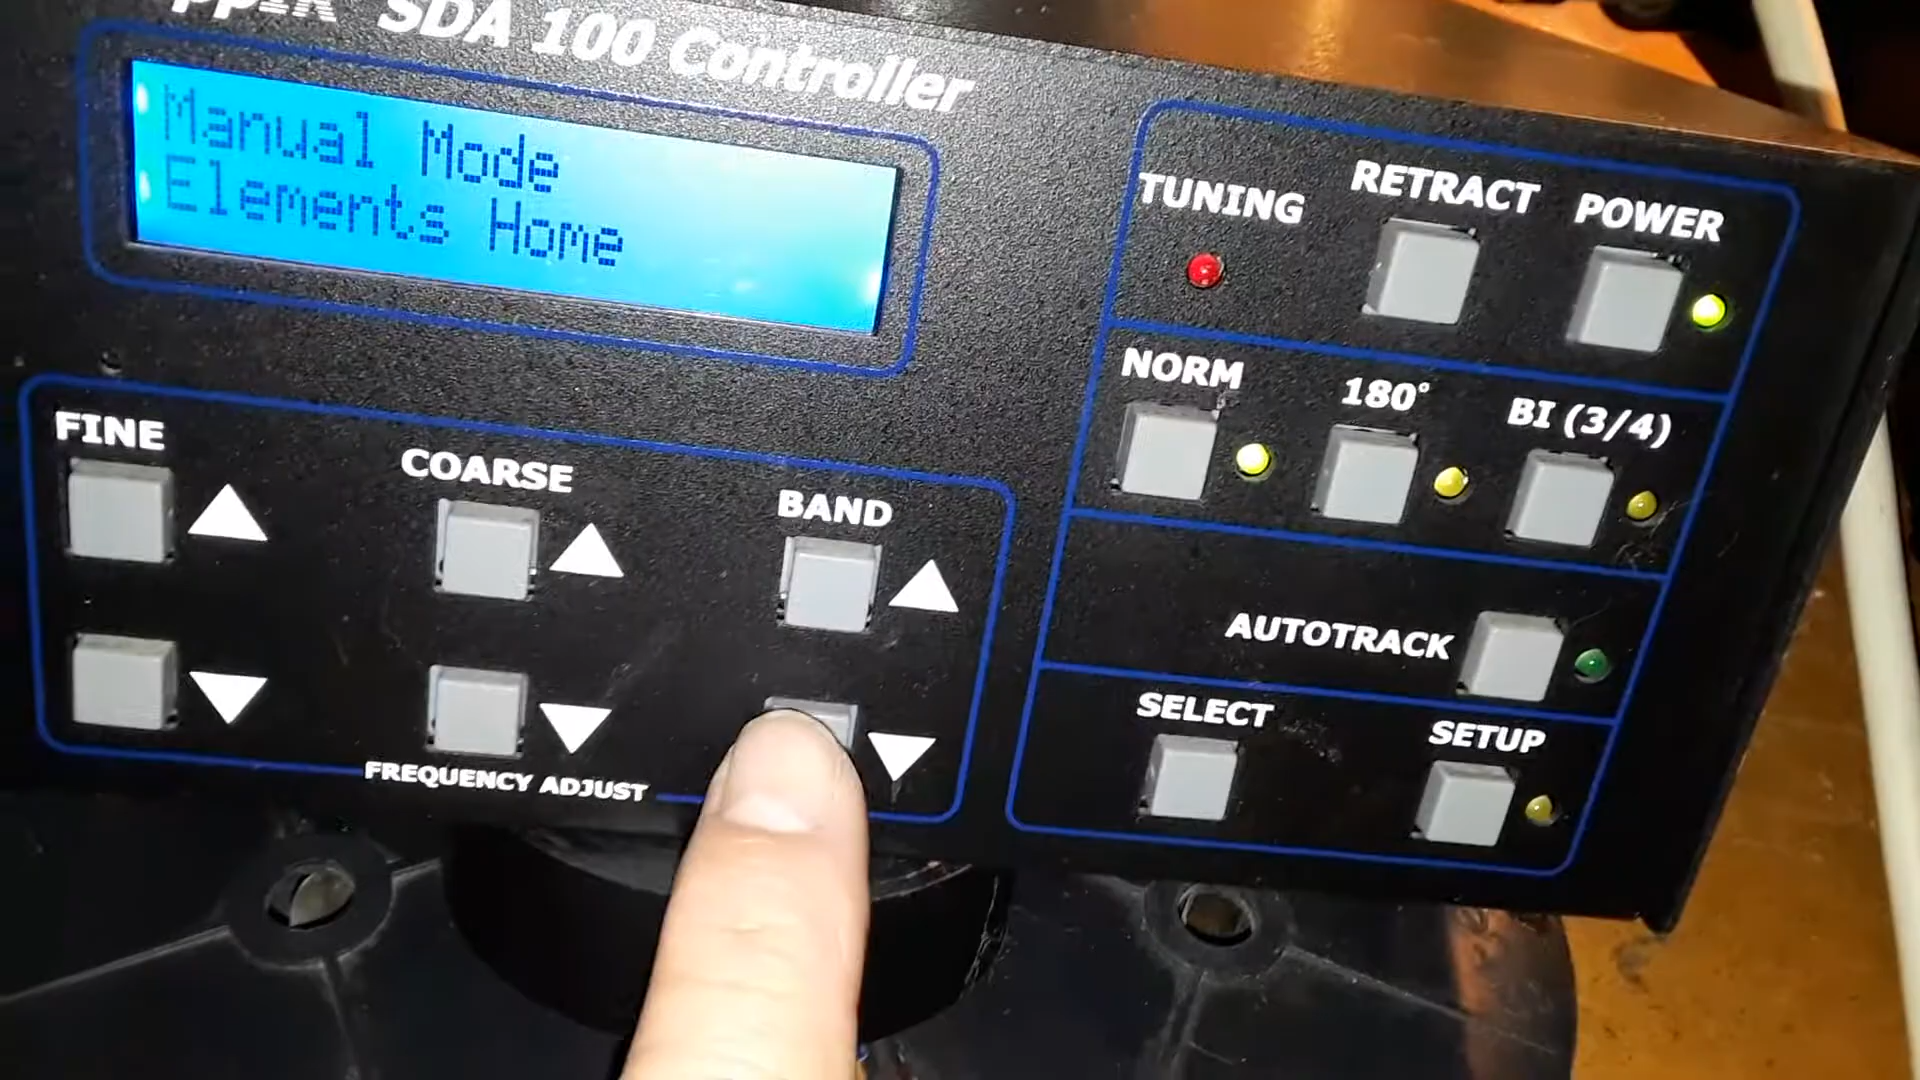 SDA 100 Controller
Manual Mode
Elements Home
TUNING
RETRACT
POWER
NORM
180°
BI (3/4)
FINE
COARSE
BAND
AUTOTRACK
SELECT
SETUP
FREQUENCY ADJUST